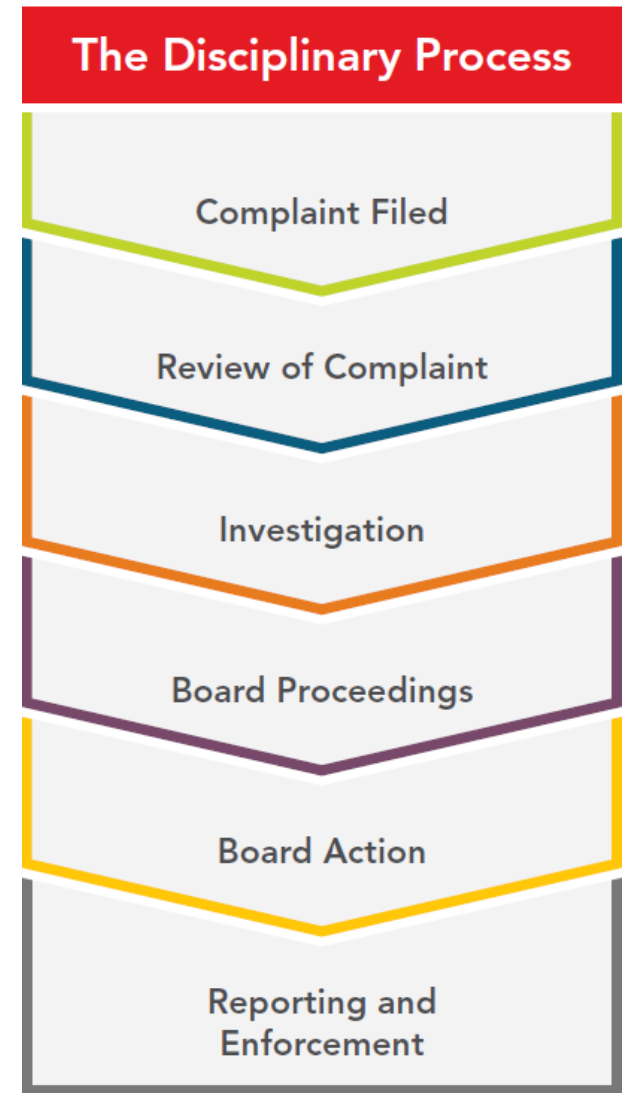 The Disciplinary Process
Complaint Filed
Review of Complaint
Investigation
Board Proceedings
Board Action
Reporting and
Enforcement